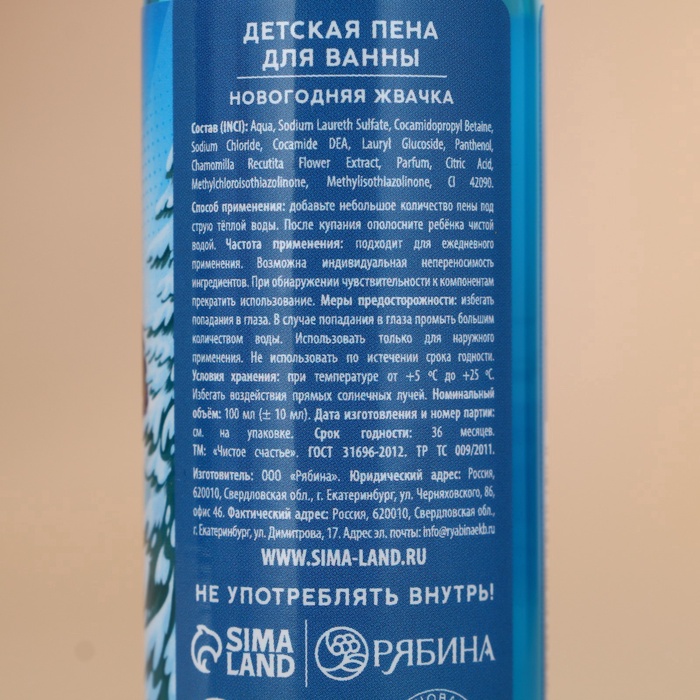 ДЕТСКАЯ ПЕНА
ДЛЯ ВАННЫ
НОВОГОДНЯЯ ЖВАЧКА
Состав (INCI): Aqua, Sodium Laureth Sulfate, Cocamidopropyl Betaine,
Sodium Chloride, Cocamide DEA, Lauryl Glucoside, Panthenol,
Chamomilla Recutita Flower Extract, Parfum, Citric Acid,
Methylchloroisothiazolinone, Methylisothiazolinone, CI 42090.
Способ применения: добавьте небольшое количество пены под
струю тёплой воды. После купания ополосните ребёнка чистой
водой. Частота применения: подходит для ежедневного
применения. Возможна индивидуальная непереносимость
ингредиентов. При обнаружении чувствительности к компонентам
прекратить использование. Меры предосторожности: избегать
попадания в глаза. В случае попадания в глаза промыть большим
количеством воды. Использовать только для наружного
применения. Не использовать по истечении срока годности.
Условия хранения: при температуре от +5 °C до +25 °C.
Избегать воздействия прямых солнечных лучей. Номинальный
объём: 100 мл (± 10 мл). Дата изготовления и номер партии:
см. на упаковке. Срок годности: 36 месяцев.
ТМ: «Чистое счастье». ГОСТ 31696-2012. ТР ТС 009/2011.
Изготовитель: ООО «Рябина». Юридический адрес: Россия,
620010, Свердловская обл., г. Екатеринбург, ул. Черняховского, 86,
офис 46. Фактический адрес: Россия, 620010, Свердловская обл.,
г. Екатеринбург, ул. Димитрова, 17. Адрес эл. почты: info@ryabinaekb.ru
WWW.SIMA-LAND.RU
НЕ УПОТРЕБЛЯТЬ ВНУТРЬ!
SIMA
LAND
РЯБИНА